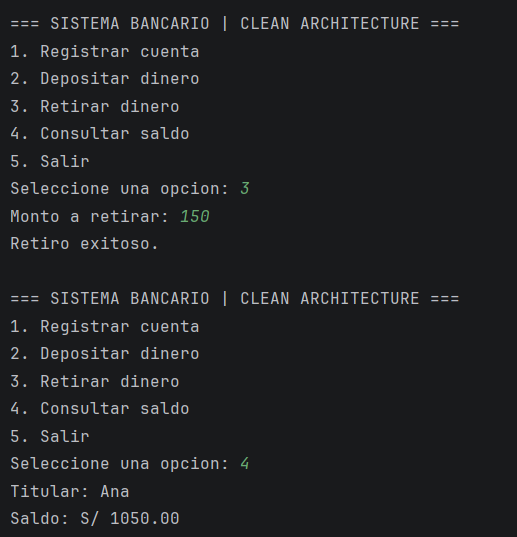 === SISTEMA BANCARIO | CLEAN ARCHITECTURE ===
1. Registrar cuenta
2. Depositar dinero
3. Retirar dinero
4. Consultar saldo
5. Salir
Seleccione una opcion: 3
Monto a retirar: 150
Retiro exitoso.
=== SISTEMA BANCARIO | CLEAN ARCHITECTURE ===
1. Registrar cuenta
2. Depositar dinero
3. Retirar dinero
4. Consultar saldo
5. Salir
Seleccione una opcion: 4
Titular: Ana
Saldo: S/ 1050.00